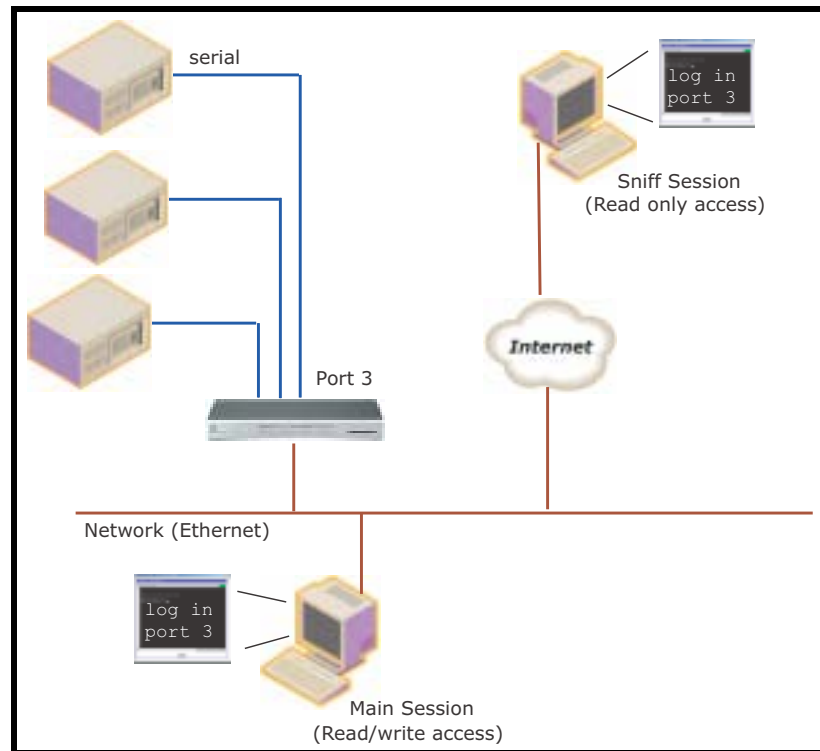 serial
log in
port 3
Sniff Session
(Read only access)
Internet
Port 3
Network (Ethernet)
log in
port 3
Main Session
(Read/write access)